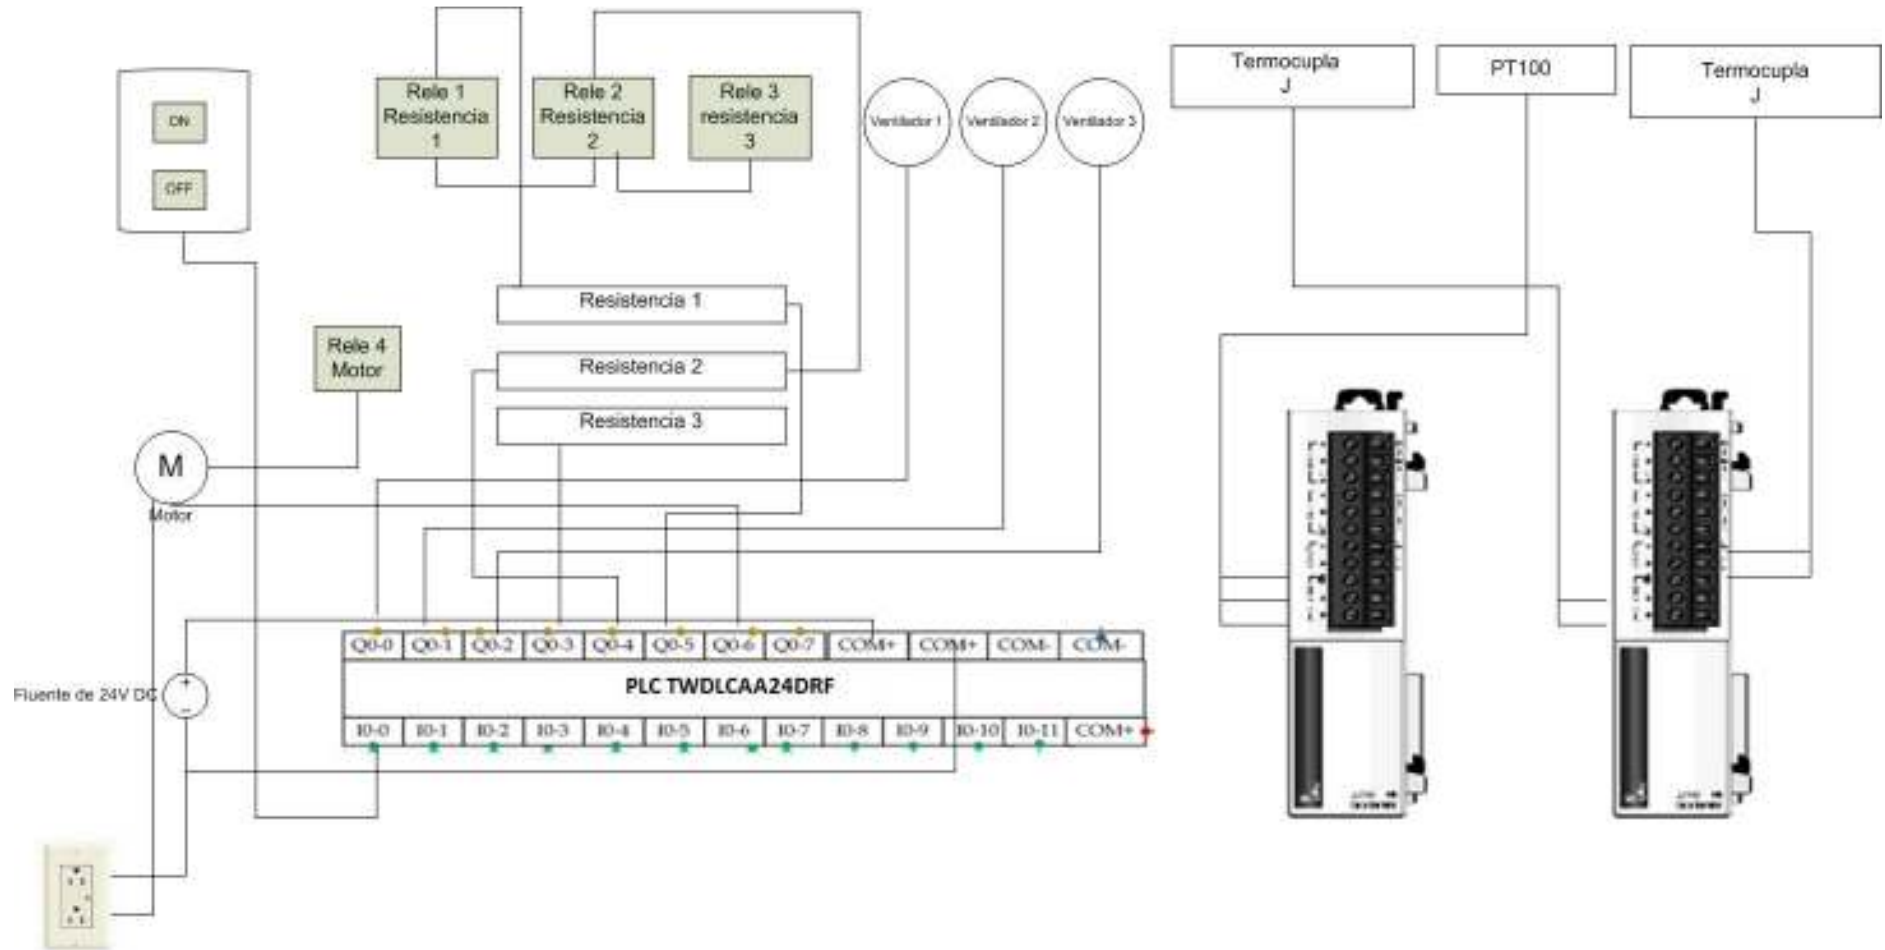 ON
OFF
Rele 1
Resistencia
1
Rele 2
Resistencia
2
Rele 3
resistencia
3
Ventilador 1
Ventilador 2
Ventilador 3
Termocupla
J
PT100
Termocupla
J
Resistencia 1
Resistencia 2
Resistencia 3
Rele 4
Motor
M
Motor
Fluente de 24V DC
+
-
Q0-0 Q0-1 Q0-2 Q0-3 Q0-4 Q0-5 Q0-6 Q0-7 COM+ COM+ COM- COM-
PLC TWDLCAA24DRF
I0-0 I0-1 I0-2 I0-3 I0-4 I0-5 I0-6 I0-7 I0-8 I0-9 I0-10 I0-11 COM+